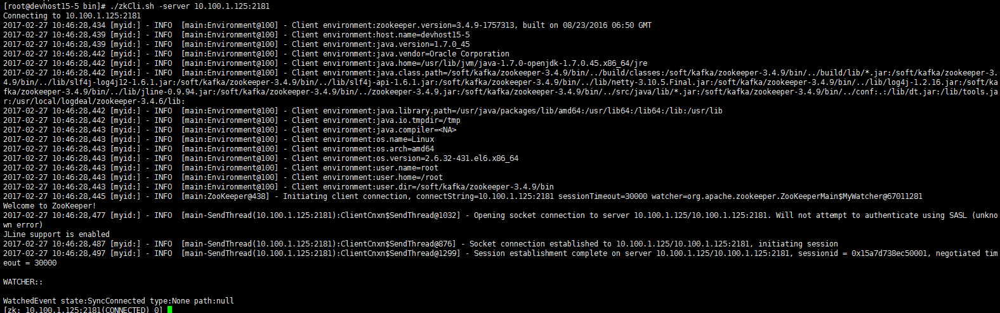 [root@devhost15-5 bin]# ./zkCli.sh -server 10.100.1.125:2181
Connecting to 10.100.1.125:2181
2017-02-27 10:46:28,434 [myid:] - INFO  [main:Environment@100] - Client environment:zookeeper.version=3.4.9-1757313, built on 08/23/2016 06:50 GMT
2017-02-27 10:46:28,439 [myid:] - INFO  [main:Environment@100] - Client environment:host.name=devhost15-5
2017-02-27 10:46:28,439 [myid:] - INFO  [main:Environment@100] - Client environment:java.version=1.7.0_45
2017-02-27 10:46:28,442 [myid:] - INFO  [main:Environment@100] - Client environment:java.vendor=Oracle Corporation
2017-02-27 10:46:28,442 [myid:] - INFO  [main:Environment@100] - Client environment:java.home=/usr/lib/jvm/java-1.7.0-openjdk-1.7.0.45.x86_64/jre
2017-02-27 10:46:28,442 [myid:] - INFO  [main:Environment@100] - Client environment:java.class.path=/soft/kafka/zookeeper-3.4.9/bin/../build/classes:/soft/kafka/zookeeper-3.4.9/bin/../build/lib/*.jar:/soft/kafka/zookeeper-3.
4.9/bin/../lib/slf4j-log4j12-1.6.1.jar:/soft/kafka/zookeeper-3.4.9/bin/../lib/slf4j-api-1.6.1.jar:/soft/kafka/zookeeper-3.4.9/bin/../lib/netty-3.10.5.Final.jar:/soft/kafka/zookeeper-3.4.9/bin/../lib/log4j-1.2.16.jar:/soft/ka
fka/zookeeper-3.4.9/bin/../lib/jline-0.9.94.jar:/soft/kafka/zookeeper-3.4.9/bin/../zookeeper-3.4.9.jar:/soft/kafka/zookeeper-3.4.9/bin/../src/java/lib/*.jar:/soft/kafka/zookeeper-3.4.9/bin/../conf:.:/lib/dt.jar:/lib/tools.ja
r:/usr/local/logdeal/zookeeper-3.4.6/lib:
2017-02-27 10:46:28,442 [myid:] - INFO  [main:Environment@100] - Client environment:java.library.path=/usr/java/packages/lib/amd64:/usr/lib64:/lib64:/lib:/usr/lib
2017-02-27 10:46:28,442 [myid:] - INFO  [main:Environment@100] - Client environment:java.io.tmpdir=/tmp
2017-02-27 10:46:28,443 [myid:] - INFO  [main:Environment@100] - Client environment:java.compiler=<NA>
2017-02-27 10:46:28,443 [myid:] - INFO  [main:Environment@100] - Client environment:os.name=Linux
2017-02-27 10:46:28,443 [myid:] - INFO  [main:Environment@100] - Client environment:os.arch=amd64
2017-02-27 10:46:28,443 [myid:] - INFO  [main:Environment@100] - Client environment:os.version=2.6.32-431.el6.x86_64
2017-02-27 10:46:28,443 [myid:] - INFO  [main:Environment@100] - Client environment:user.name=root
2017-02-27 10:46:28,443 [myid:] - INFO  [main:Environment@100] - Client environment:user.home=/root
2017-02-27 10:46:28,443 [myid:] - INFO  [main:Environment@100] - Client environment:user.dir=/soft/kafka/zookeeper-3.4.9/bin
2017-02-27 10:46:28,445 [myid:] - INFO  [main:ZooKeeper@438] - Initiating client connection, connectString=10.100.1.125:2181 sessionTimeout=30000 watcher=org.apache.zookeeper.ZooKeeperMain$MyWatcher@67011281
Welcome to ZooKeeper!
2017-02-27 10:46:28,477 [myid:] - INFO  [main-SendThread(10.100.1.125:2181):ClientCnxn$SendThread@1032] - Opening socket connection to server 10.100.1.125/10.100.1.125:2181. Will not attempt to authenticate using SASL (unkno
wn error)
JLine support is enabled
2017-02-27 10:46:28,487 [myid:] - INFO  [main-SendThread(10.100.1.125:2181):ClientCnxn$SendThread@876] - Socket connection established to 10.100.1.125/10.100.1.125:2181, initiating session
2017-02-27 10:46:28,497 [myid:] - INFO  [main-SendThread(10.100.1.125:2181):ClientCnxn$SendThread@1299] - Session establishment complete on server 10.100.1.125/10.100.1.125:2181, sessionid = 0x15a7d738ec50001, negotiated tim
eout = 30000

WATCHER::

WatchedEvent state:SyncConnected type:None path:null
[zk: 10.100.1.125:2181(CONNECTED) 0]